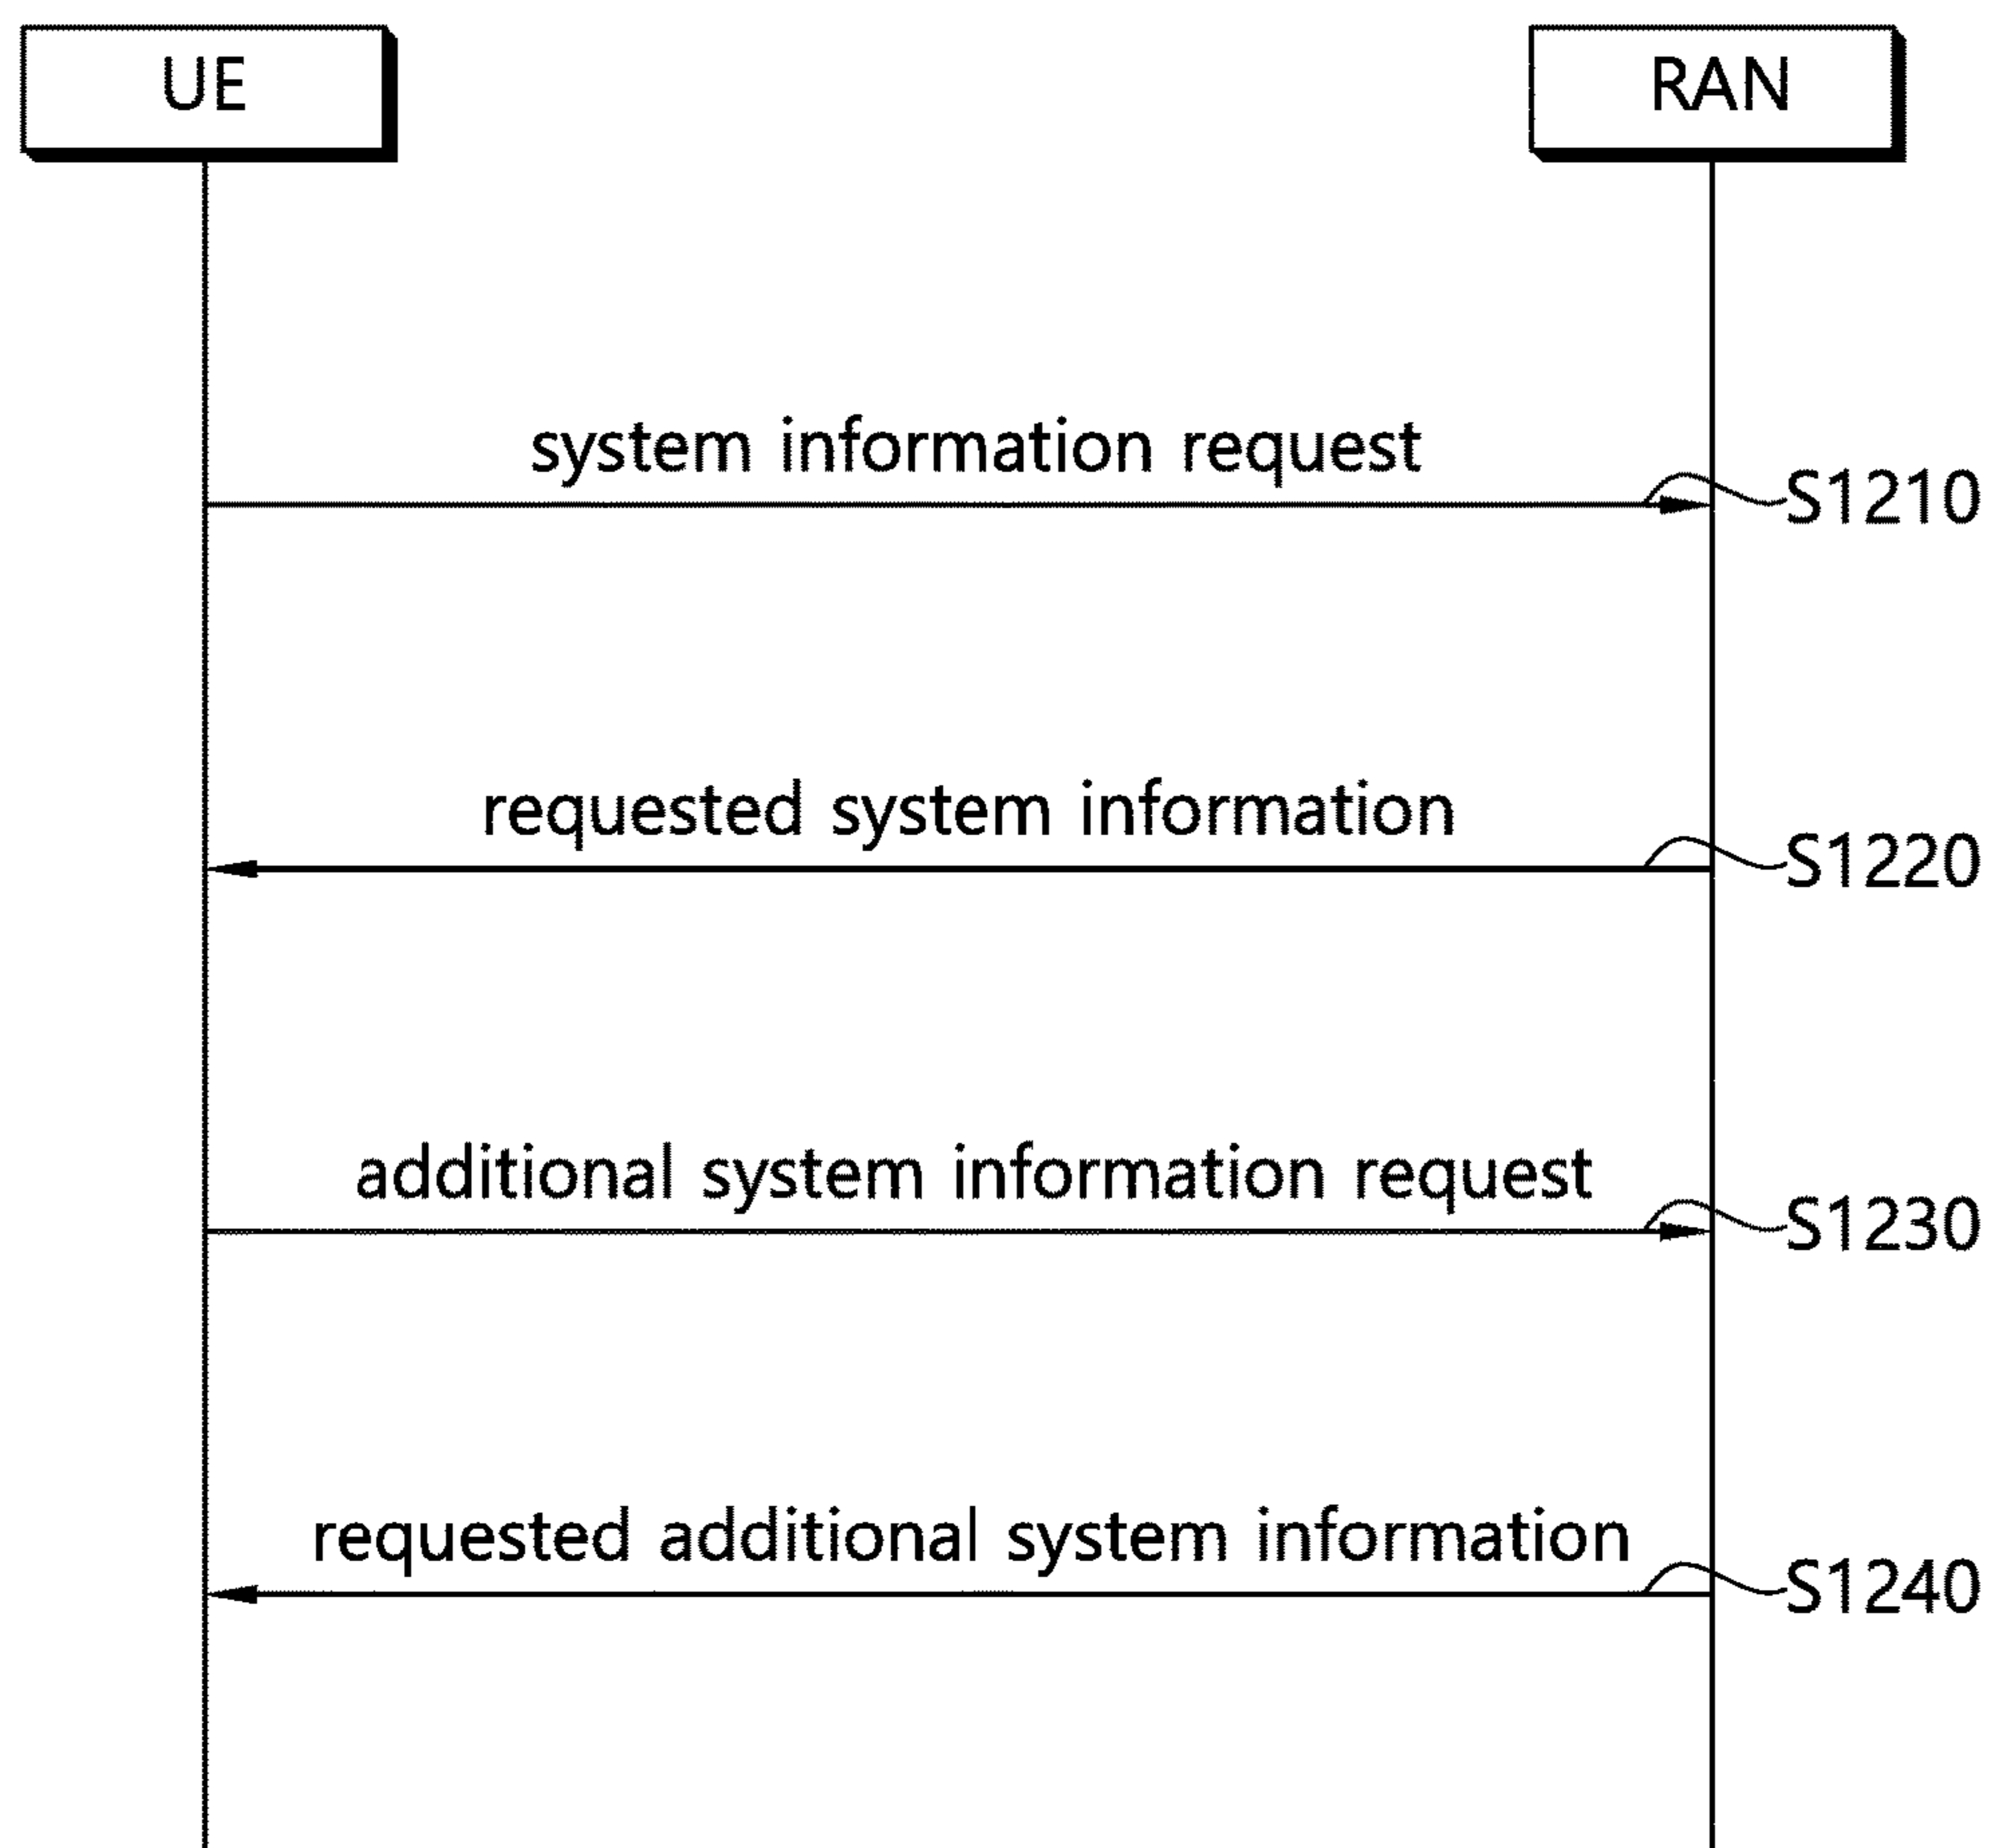 UE
RAN
system information request
S1210
requested system information
S1220
additional system information request
S1230
requested additional system information
S1240